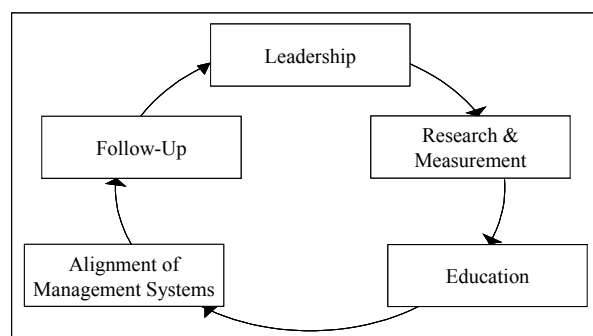 Leadership
Research &
Measurement
Education
Alignment of
Management Systems
Follow-Up